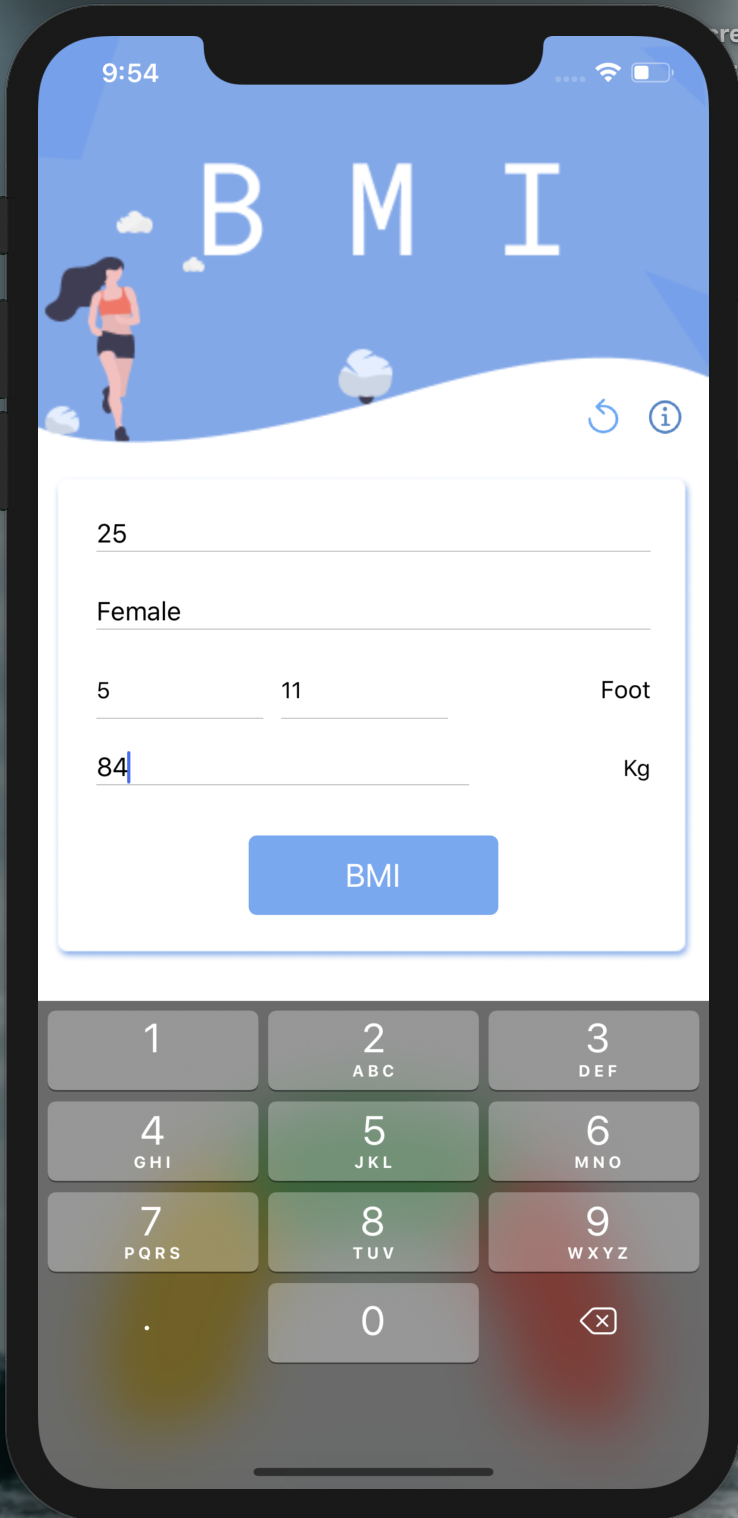 cre
9:54
B M I
25
Female
5 11 Foot
84 Kg
BMI
1 2 3
ABC DEF
4 5 6
GHI JKL MNO
7 8 9
PQRS TUV WXYZ
. 0